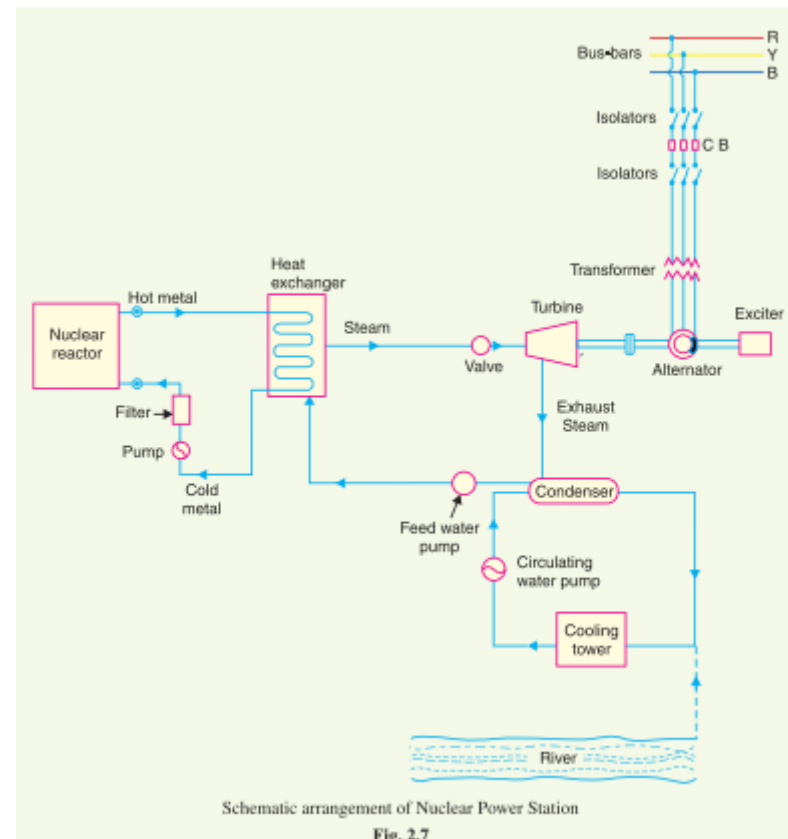 R
Bus-bars
Y
B
Isolators
C B
Isolators
Transformer
Heat
exchanger
Hot metal
Turbine
Exciter
Nuclear
reactor
Steam
Valve
Alternator
Filter
Exhaust
Steam
Pump
Cold
metal
Condenser
Feed water
pump
Circulating
water pump
Cooling
tower
River
Schematic arrangement of Nuclear Power Station
Fig. 2.7